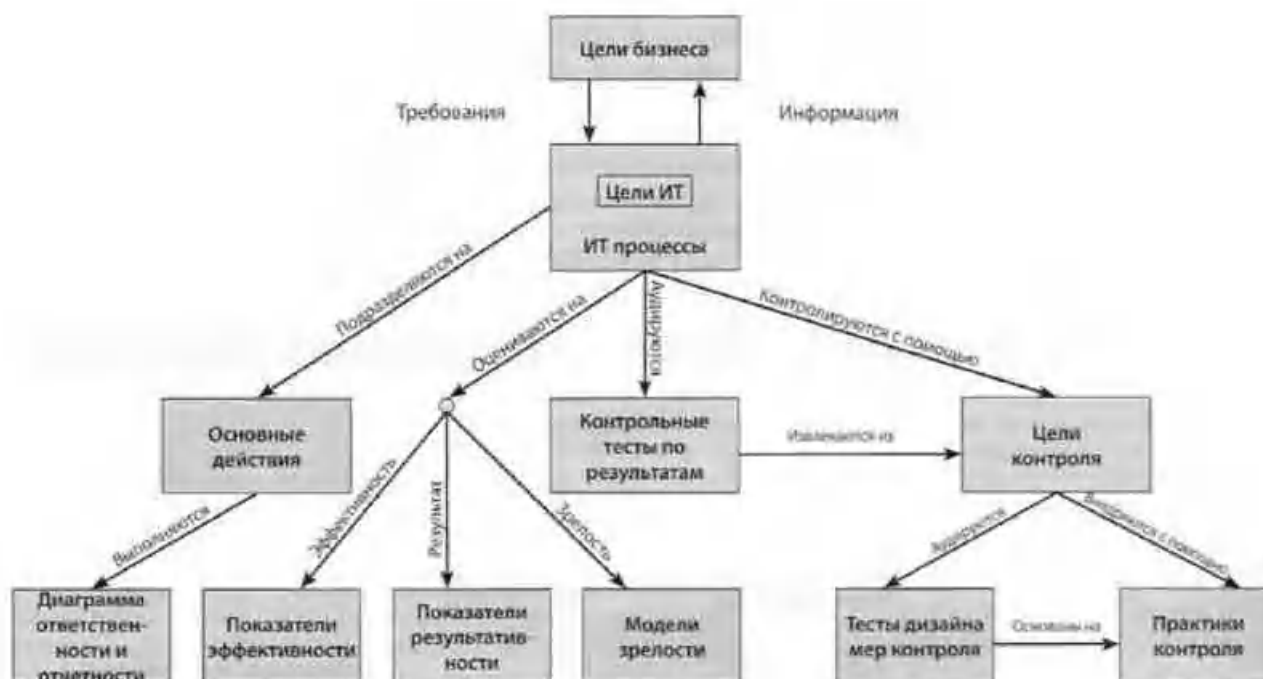 Цели бизнеса
Требования
Информация
Цели ИТ
ИТ процессы
Подразделяются на
Оцениваются на
Аудируются
Контролируются с помощью
Основные
действия
Контрольные
тесты по
результатам
Извлекаются из
Цели
контроля
Выполняются
Эффективность
Результат
Зрелость
Аудируются
Внедряются с помощью
Диаграмма
ответствен-
ности и
отчетности
Показатели
эффективности
Показатели
результатив-
ности
Модели
зрелости
Тесты дизайна
мер контроля
Основаны на
Практики
контроля